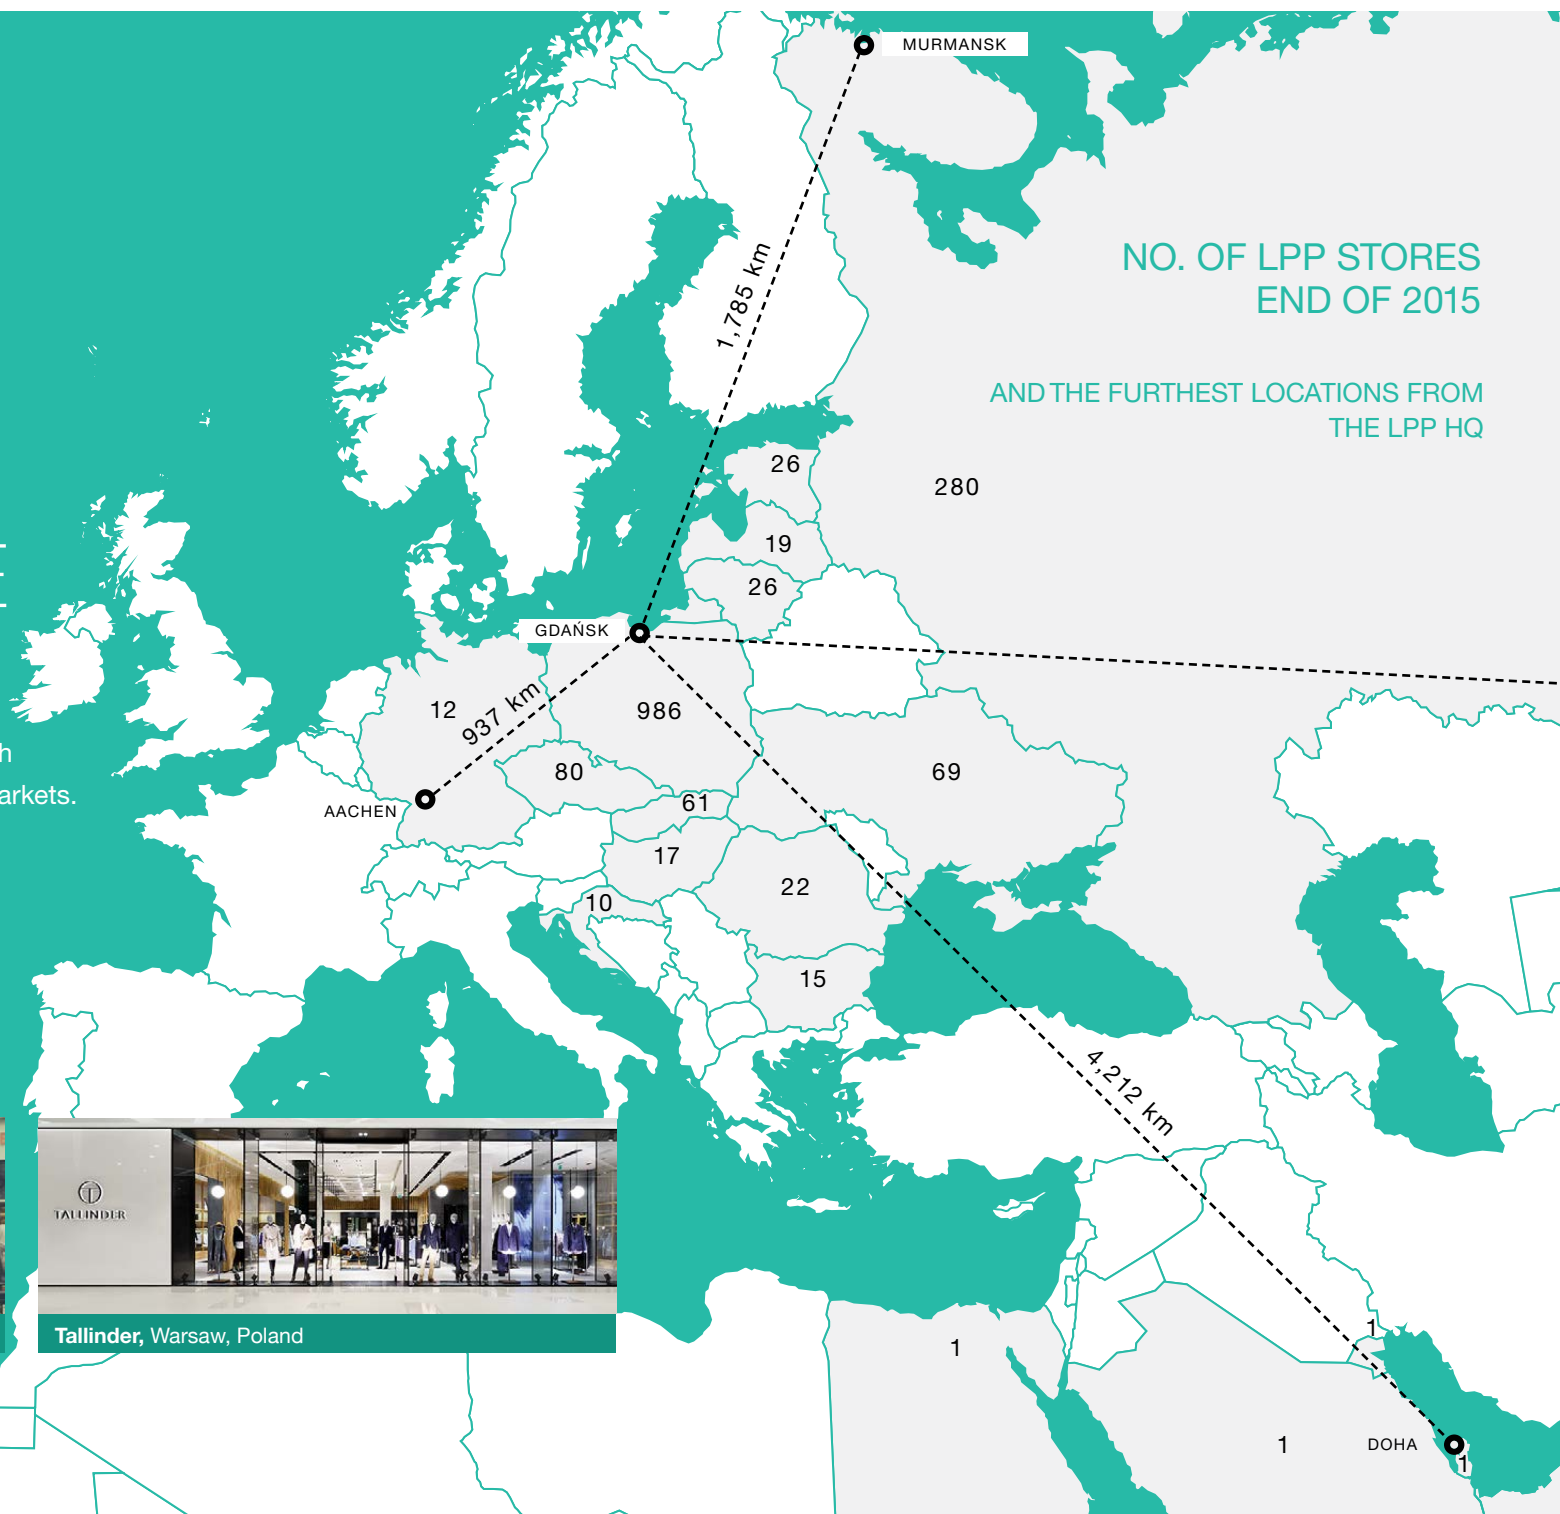 MURMANSK
1,785 km
NO. OF LPP STORES
END OF 2015
AND THE FURTHEST LOCATIONS FROM
THE LPP HQ
26
280
19
26
GDAŃSK
12
937 km
986
h
arkets.
80
69
61
AACHEN
17
22
10
15
4,212 km
TALLINDER
Tallinder, Warsaw, Poland
1
1
1
DOHA
1